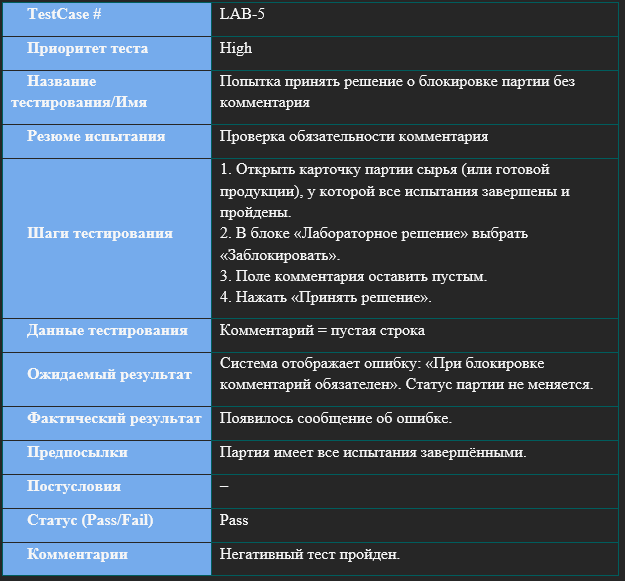 TestCase #
LAB-5
Приоритет теста
High
Название
тестирования/Имя
Попытка принять решение о блокировке партии без
комментария
Резюме испытания
Проверка обязательности комментария
Шаги тестирования
1. Открыть карточку партии сырья (или готовой
продукции), у которой все испытания завершены и
пройдены.
2. В блоке «Лабораторное решение» выбрать
«Заблокировать».
3. Поле комментария оставить пустым.
4. Нажать «Принять решение».
Данные тестирования
Комментарий = пустая строка
Ожидаемый результат
Система отображает ошибку: «При блокировке
комментарий обязателен». Статус партии не меняется.
Фактический результат
Появилось сообщение об ошибке.
Предпосылки
Партия имеет все испытания завершёнными.
Постусловия
–
Статус (Pass/Fail)
Pass
Комментарии
Негативный тест пройден.